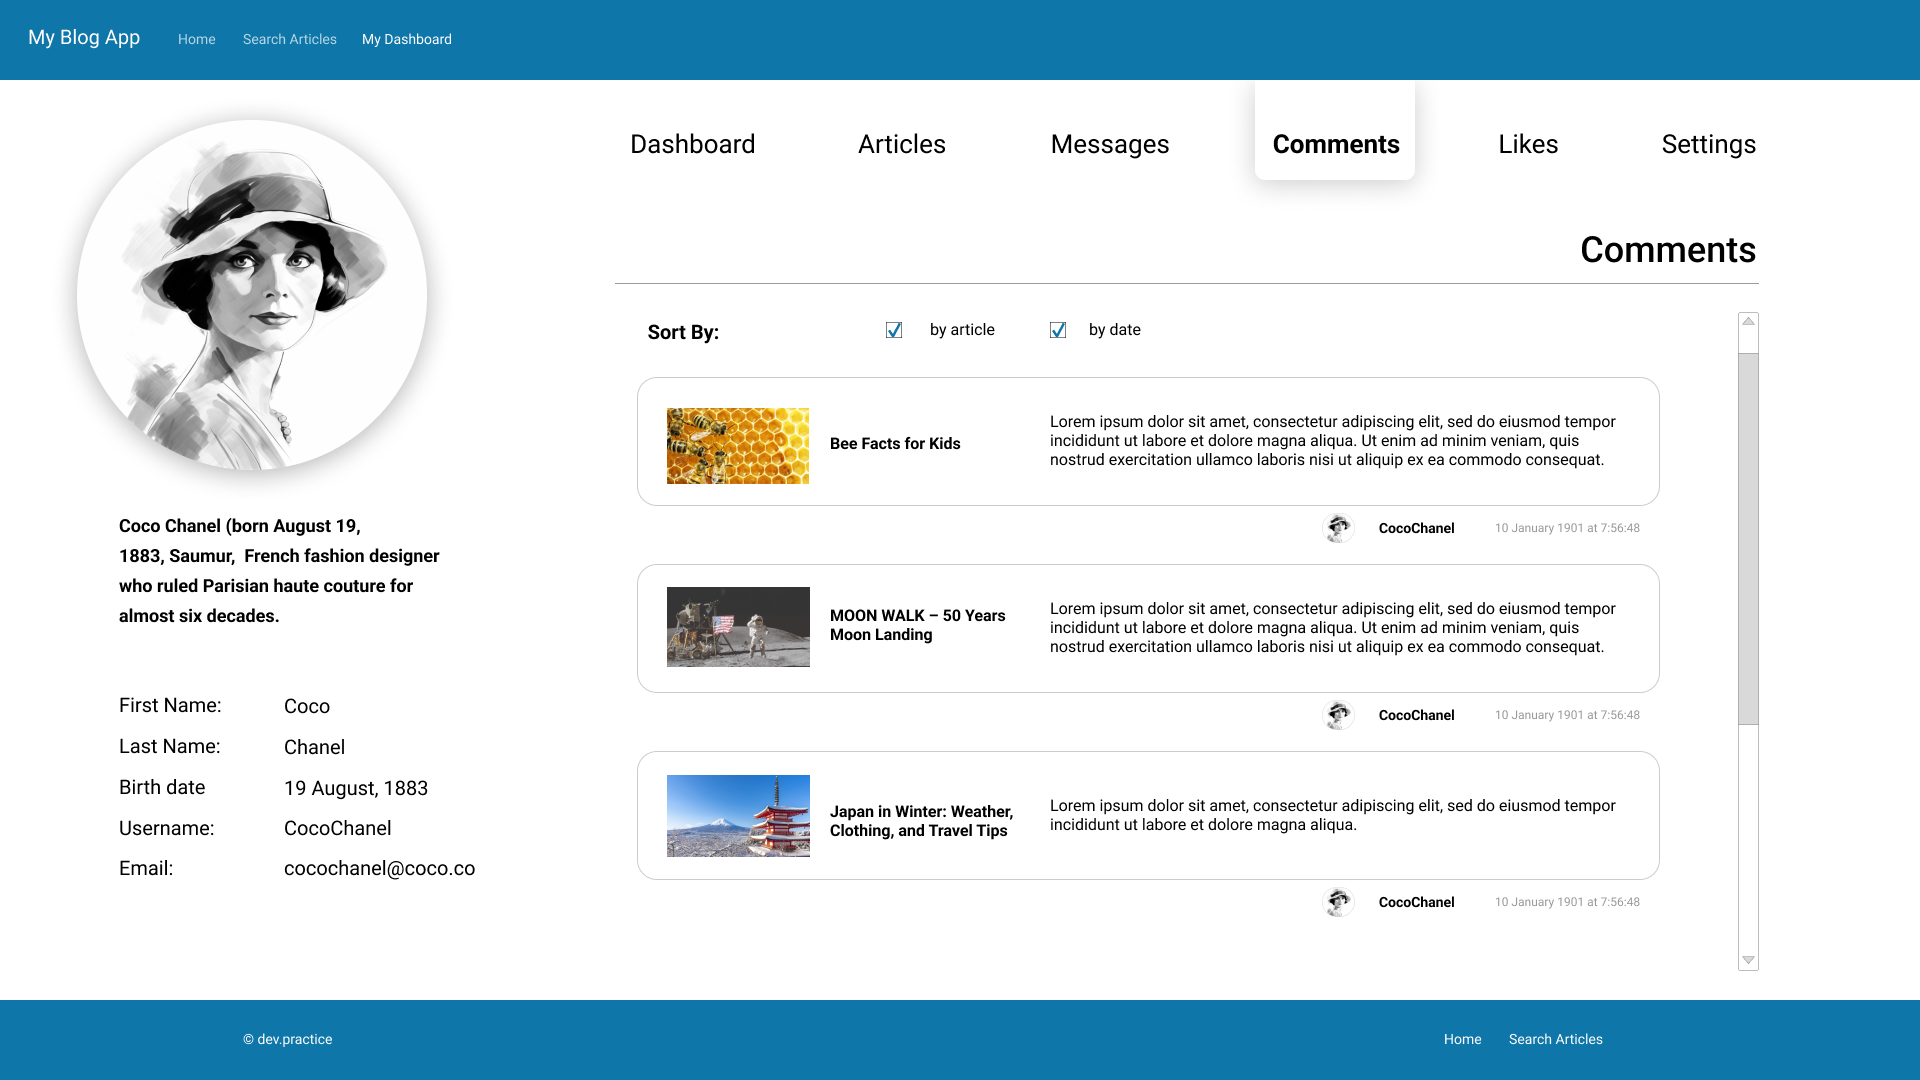 My Blog App
Home
Search Articles
My Dashboard
Dashboard
Articles
Messages
Comments
Likes
Settings
Comments
Coco Chanel (born August 19,
1883, Saumur, French fashion designer
who ruled Parisian haute couture for
almost six decades.
First Name: Coco
Last Name: Chanel
Birth date 19 August, 1883
Username: CocoChanel
Email: cocochanel@coco.co
Sort By:
by article
by date
Bee Facts for Kids
Lorem ipsum dolor sit amet, consectetur adipiscing elit, sed do eiusmod tempor
incididunt ut labore et dolore magna aliqua. Ut enim ad minim veniam, quis
nostrud exercitation ullamco laboris nisi ut aliquip ex ea commodo consequat.
CocoChanel
10 January 1901 at 7:56:48
MOON WALK – 50 Years
Moon Landing
Lorem ipsum dolor sit amet, consectetur adipiscing elit, sed do eiusmod tempor
incididunt ut labore et dolore magna aliqua. Ut enim ad minim veniam, quis
nostrud exercitation ullamco laboris nisi ut aliquip ex ea commodo consequat.
CocoChanel
10 January 1901 at 7:56:48
Japan in Winter: Weather,
Clothing, and Travel Tips
Lorem ipsum dolor sit amet, consectetur adipiscing elit, sed do eiusmod tempor
incididunt ut labore et dolore magna aliqua.
CocoChanel
10 January 1901 at 7:56:48
© dev.practice
Home
Search Articles